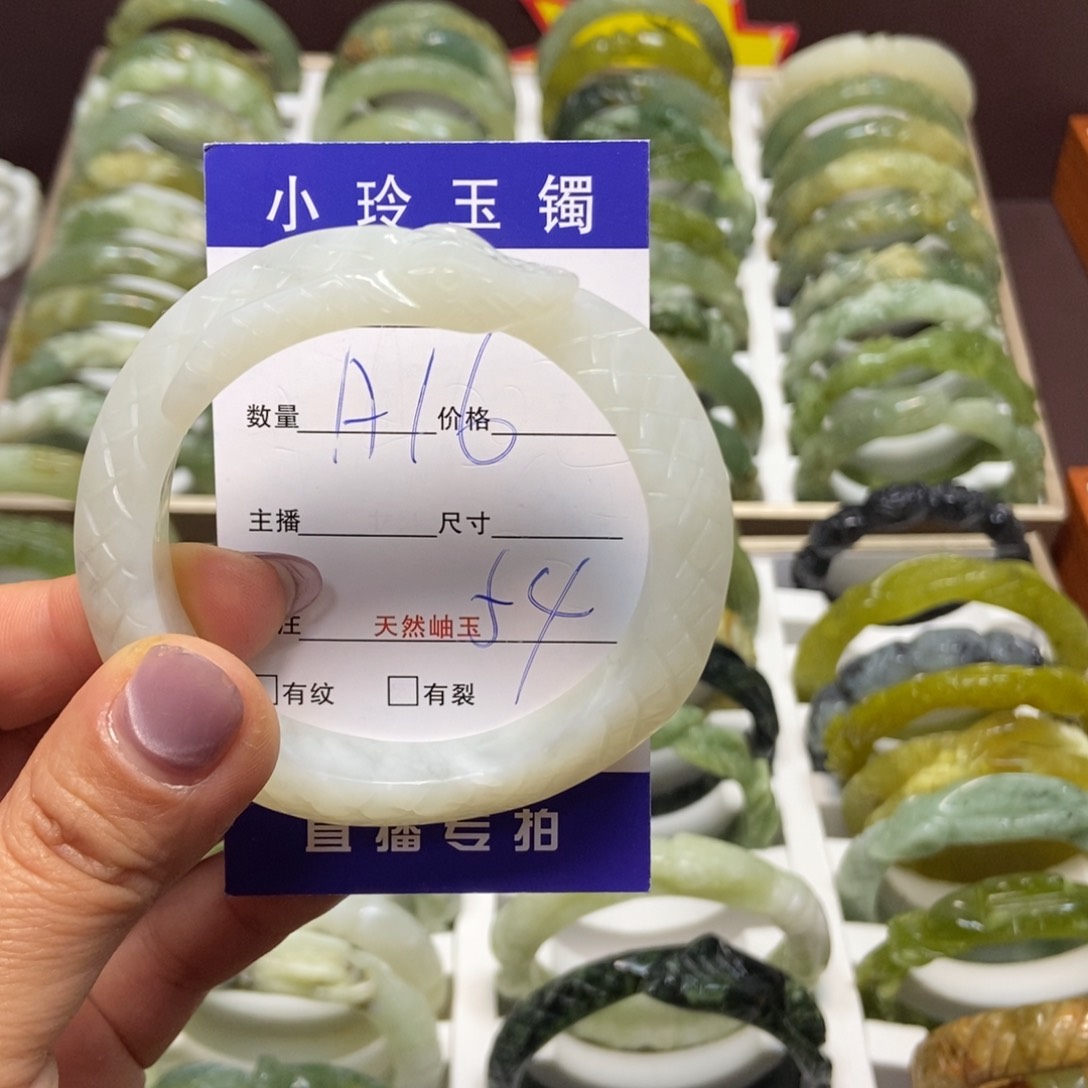 小玲玉镯
数量 A16 价格
主播 尺寸
注 天然岫玉 54
□有纹 □有裂
直播专拍